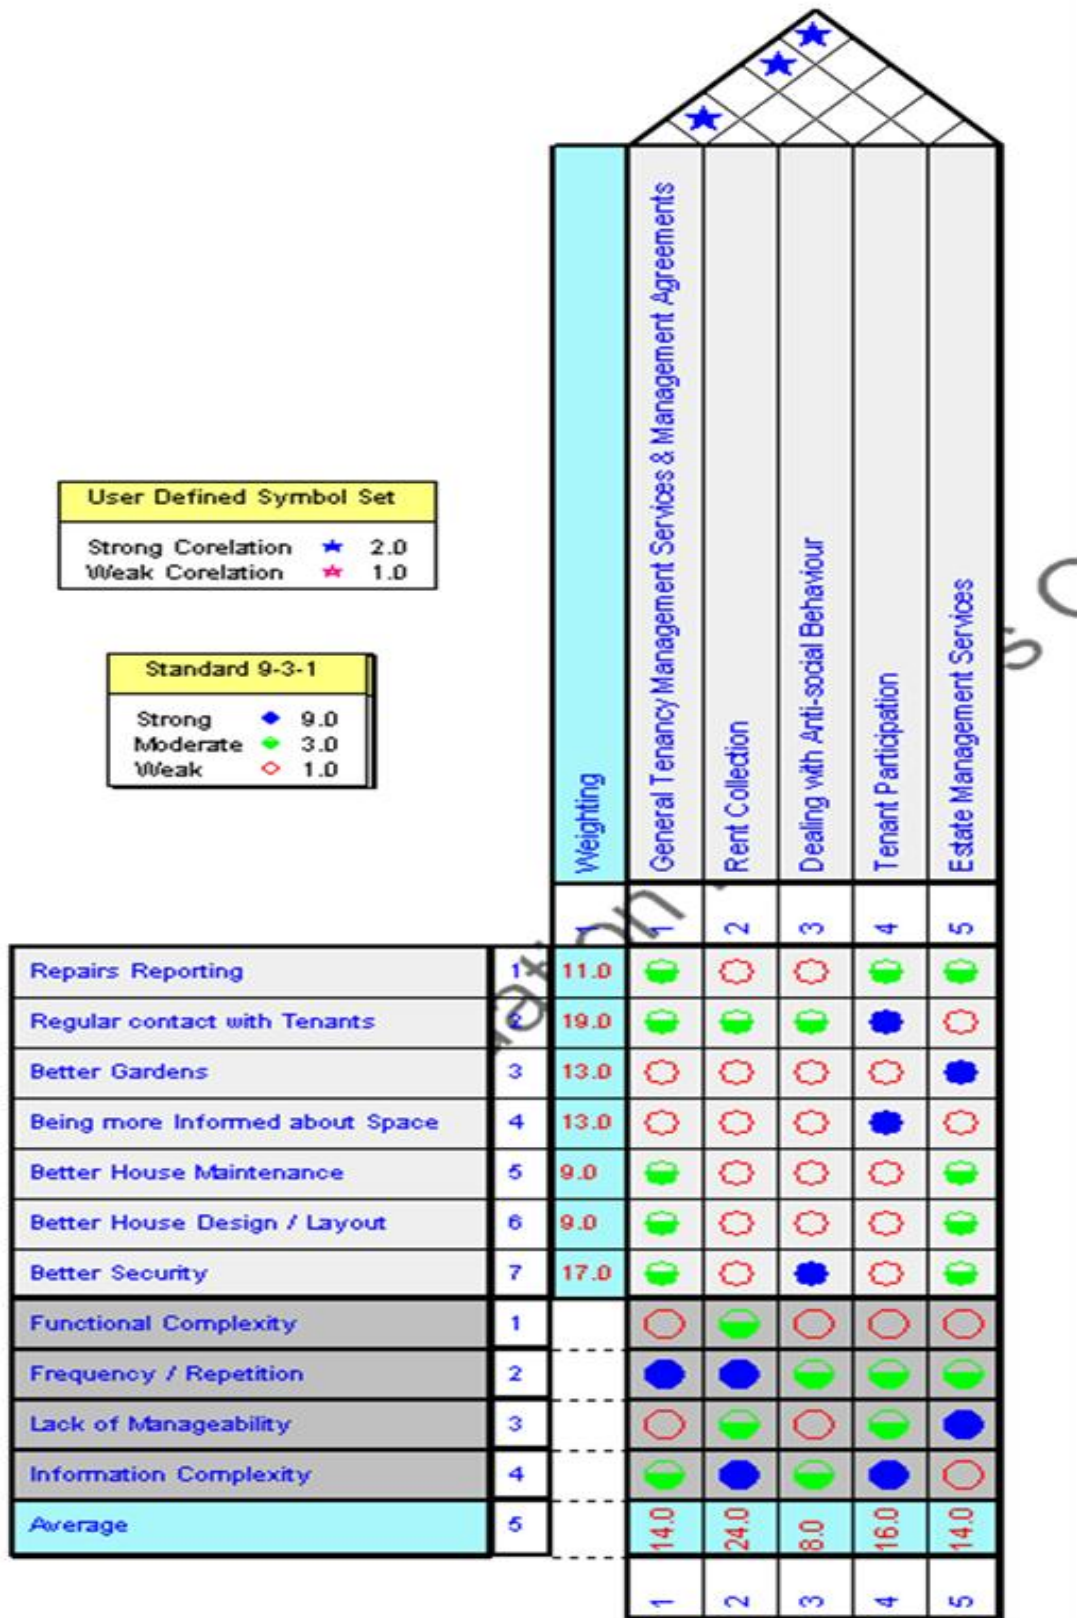 User Defined Symbol Set
Strong Corelation 2.0
Weak Corelation 1.0
Standard 9-3-1
Strong 9.0
Moderate 3.0
Weak 1.0
Weighting
General Tenancy Management Services & Management Agreements
Rent Collection
Dealing with Anti-social Behaviour
Tenant Participation
Estate Management Services
1 1 2 3 4 5
Repairs Reporting 1 11.0
Regular contact with Tenants 2 19.0
Better Gardens 3 13.0
Being more Informed about Space 4 13.0
Better House Maintenance 5 9.0
Better House Design / Layout 6 9.0
Better Security 7 17.0
Functional Complexity 1
Frequency / Repetition 2
Lack of Manageability 3
Information Complexity 4
Average 5 14.0 24.0 8.0 16.0 14.0
1 2 3 4 5